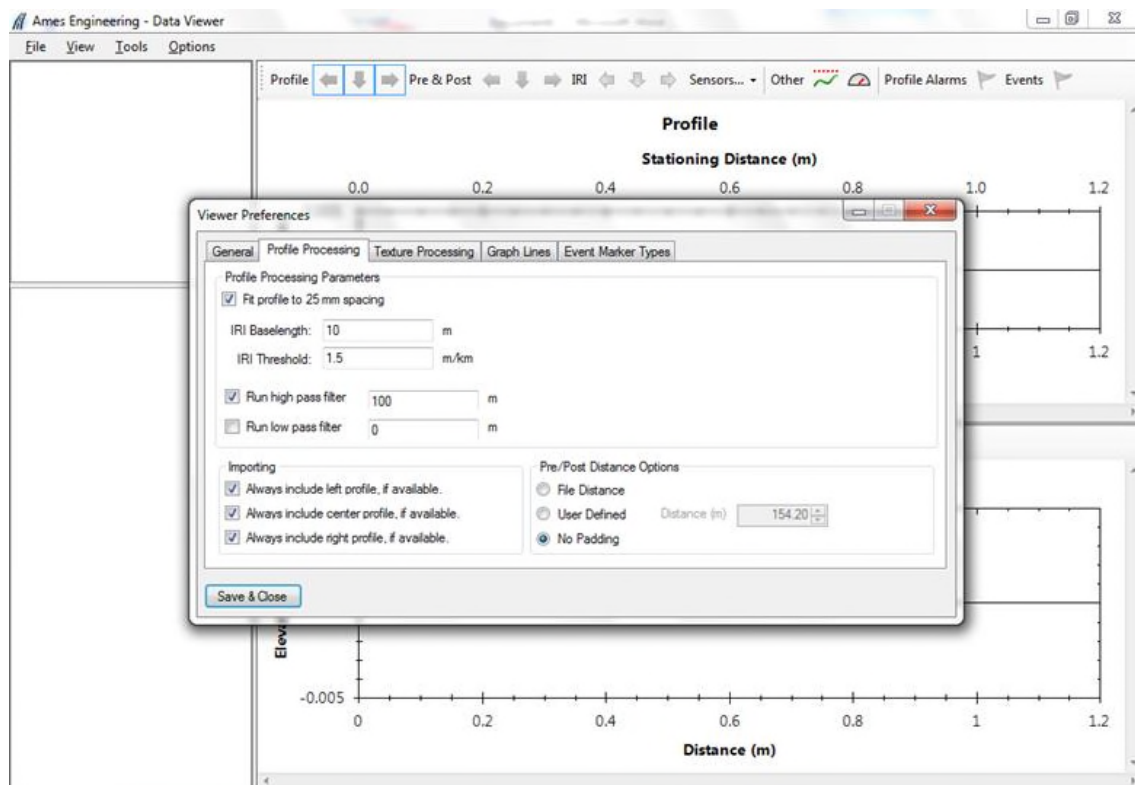 Ames Engineering - Data Viewer
File View Tools Options
Profile Pre & Post IRI Sensors... Other Profile Alarms Events
Profile
Stationing Distance (m)
0.0 0.2 0.4 0.6 0.8 1.0 1.2
Viewer Preferences
General Profile Processing Texture Processing Graph Lines Event Marker Types
Profile Processing Parameters
Fit profile to 25 mm spacing
IRI Baselength: 10 m
IRI Threshold: 1.5 m/km
1 1.2
Run high pass filter 100 m
Run low pass filter 0 m
Importing
Always include left profile, if available.
Always include center profile, if available.
Always include right profile, if available.
Pre/Post Distance Options
File Distance
User Defined Distance (m) 154.20
No Padding
Save & Close
-0.005
0 0.2 0.4 0.6 0.8 1 1.2
Distance (m)